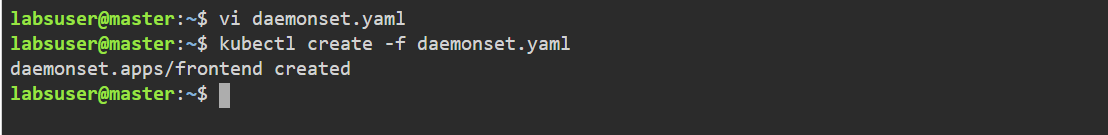 labsuser@master:~$ vi daemonset.yaml
labsuser@master:~$ kubectl create -f daemonset.yaml
daemonset.apps/frontend created
labsuser@master:~$